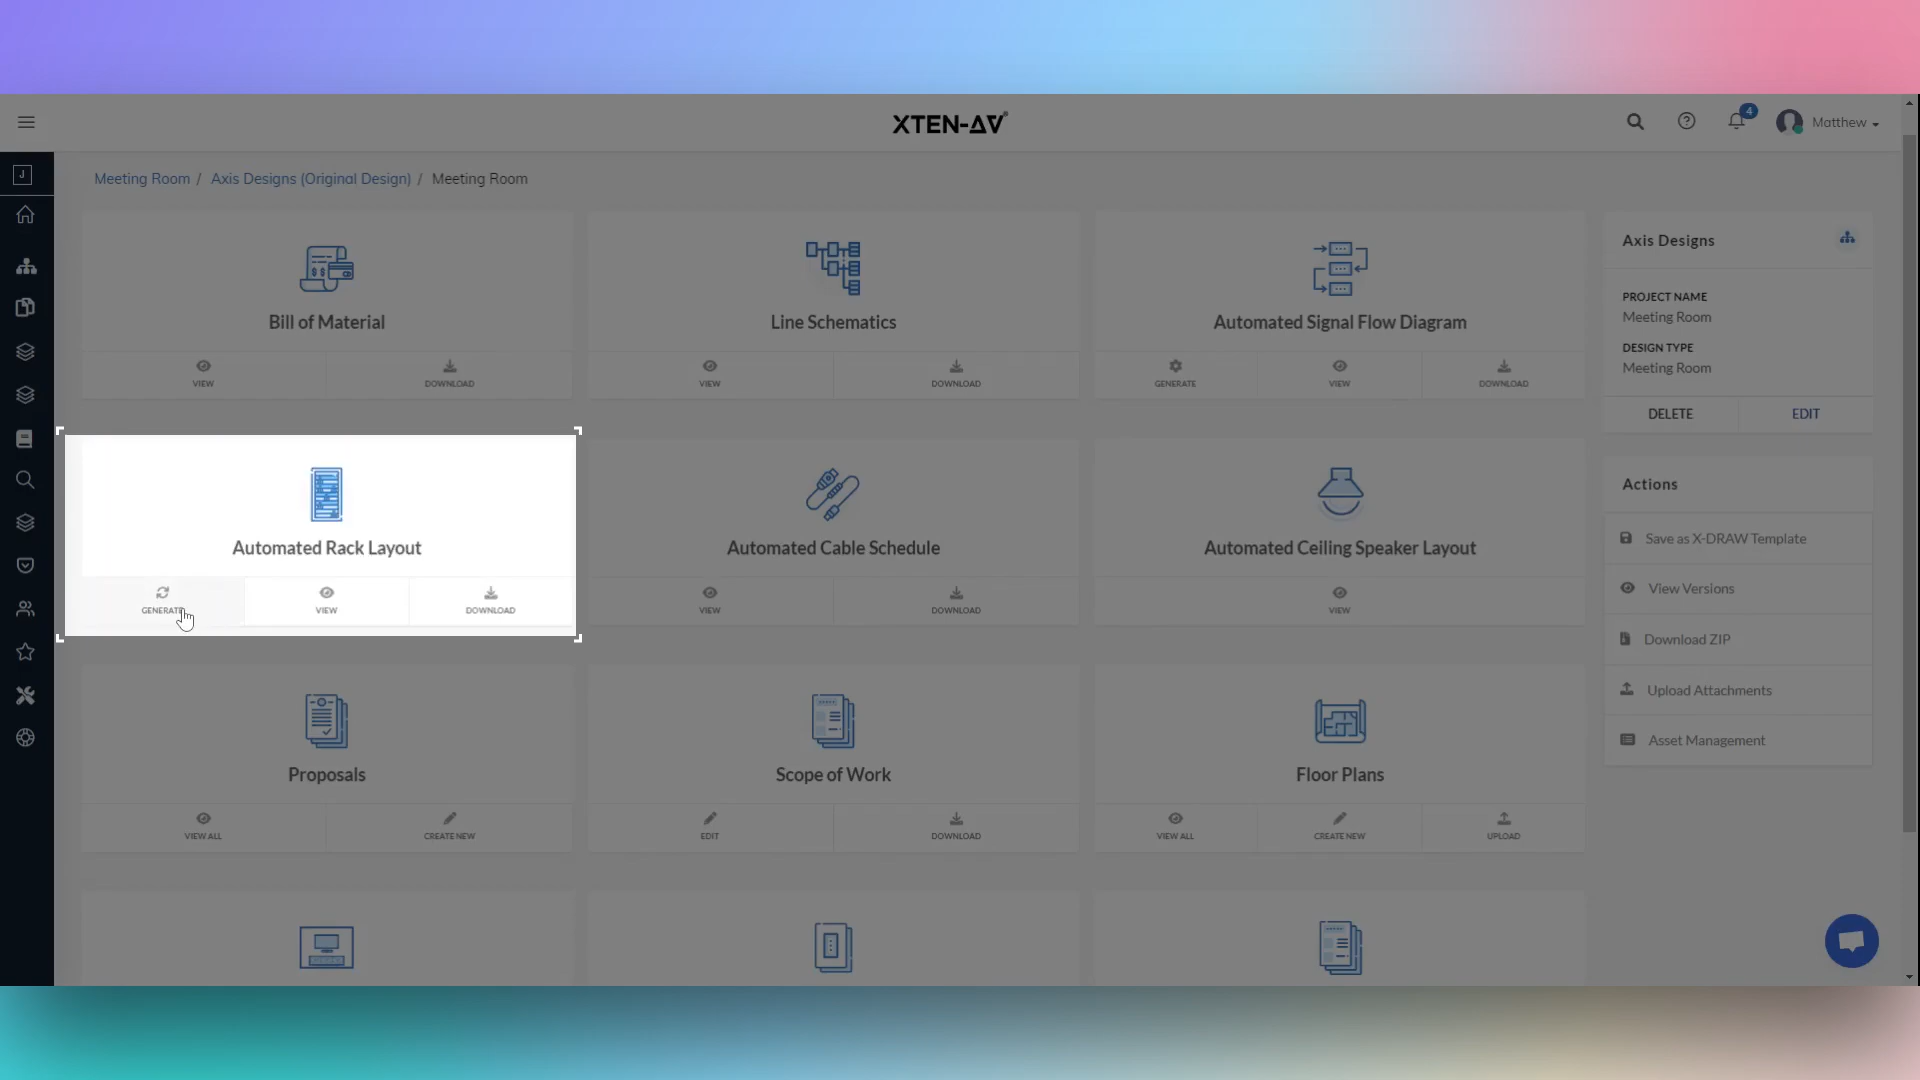 XTEN-AV
4
Matthew
J
Meeting Room / Axis Designs (Original Design) / Meeting Room
Bill of Material
VIEW
DOWNLOAD
Line Schematics
VIEW
DOWNLOAD
Automated Signal Flow Diagram
GENERATE
VIEW
DOWNLOAD
Axis Designs
PROJECT NAME
Meeting Room
DESIGN TYPE
Meeting Room
DELETE
EDIT
Automated Rack Layout
GENERATE
VIEW
DOWNLOAD
Automated Cable Schedule
VIEW
DOWNLOAD
Automated Ceiling Speaker Layout
VIEW
Actions
Save as X-DRAW Template
View Versions
Download ZIP
Upload Attachments
Asset Management
Proposals
VIEW ALL
CREATE NEW
Scope of Work
EDIT
DOWNLOAD
Floor Plans
VIEW ALL
CREATE NEW
UPLOAD